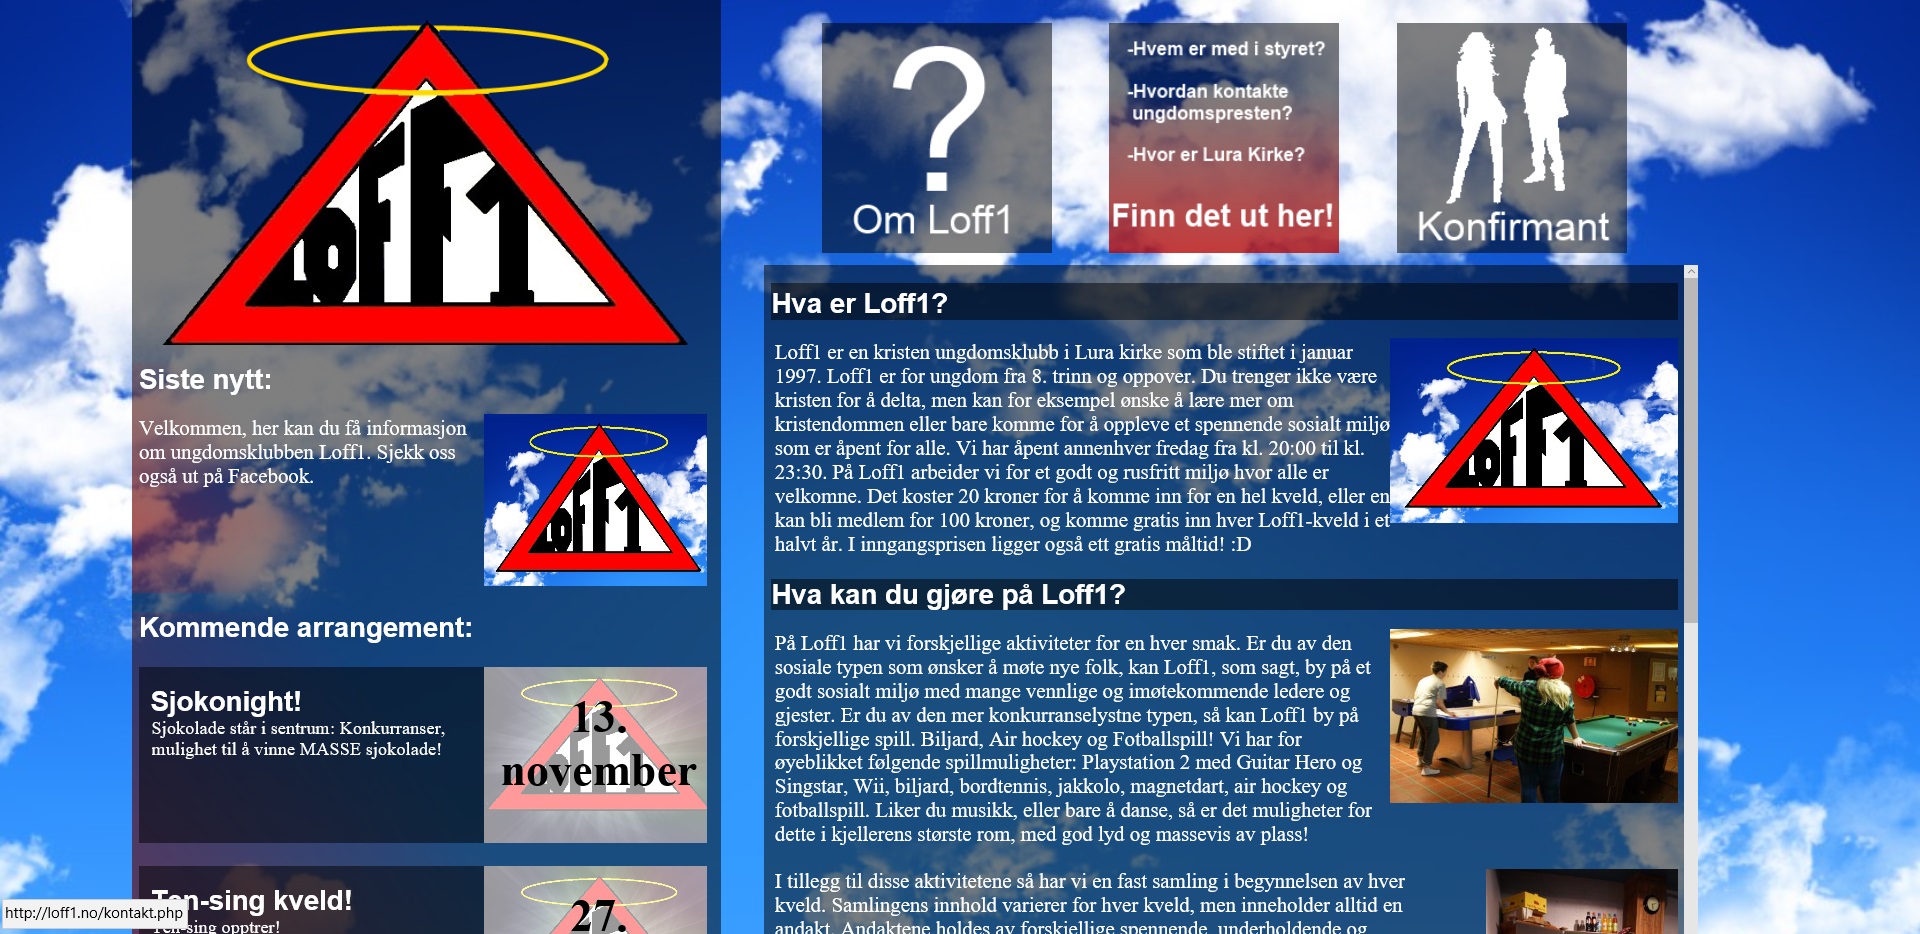 LOFF1
Siste nytt:
Velkommen, her kan du få informasjon
om ungdomsklubben Loff1. Sjekk oss
også ut på Facebook.
LOFF1
Kommende arrangement:
Sjokonight!
Sjokolade står i sentrum: Konkurranser,
mulighet til å vinne MASSE sjokolade!
13.
november
Ten-sing kveld!
Ten-sing opptrer!
27.
http://loff1.no/kontakt.php
?
Om Loff1
-Hvem er med i styret?
-Hvordan kontakte
ungdomspresten?
-Hvor er Lura Kirke?
Finn det ut her!
Konfirmant
Hva er Loff1?
Loff1 er en kristen ungdomsklubb i Lura kirke som ble stiftet i januar
1997. Loff1 er for ungdom fra 8. trinn og oppover. Du trenger ikke være
kristen for å delta, men kan for eksempel ønske å lære mer om
kristendommen eller bare komme for å oppleve et spennende sosialt miljø
som er åpent for alle. Vi har åpent annenhver fredag fra kl. 20:00 til kl.
23:30. På Loff1 arbeider vi for et godt og rusfritt miljø hvor alle er
velkomne. Det koster 20 kroner for å komme inn for en hel kveld, eller en
kan bli medlem for 100 kroner, og komme gratis inn hver Loff1-kveld i et
halvt år. I inngangsprisen ligger også ett gratis måltid! :D
LOFF1
Hva kan du gjøre på Loff1?
På Loff1 har vi forskjellige aktiviteter for en hver smak. Er du av den
sosiale typen som ønsker å møte nye folk, kan Loff1, som sagt, by på et
godt sosialt miljø med mange vennlige og imøtekommende ledere og
gjester. Er du av den mer konkurranselystne typen, så kan Loff1 by på
forskjellige spill. Biljard, Air hockey og Fotballspill! Vi har for
øyeblikket følgende spillmuligheter: Playstation 2 med Guitar Hero og
Singstar, Wii, biljard, bordtennis, jakkolo, magnetdart, air hockey og
fotballspill. Liker du musikk, eller bare å danse, så er det muligheter for
dette i kjellerens største rom, med god lyd og massevis av plass!
I tillegg til disse aktivitetene så har vi en fast samling i begynnelsen av hver
kveld. Samlingens innhold varierer for hver kveld, men inneholder alltid en
andakt. Andaktene holdes av forskjellige spennende, underholdende og